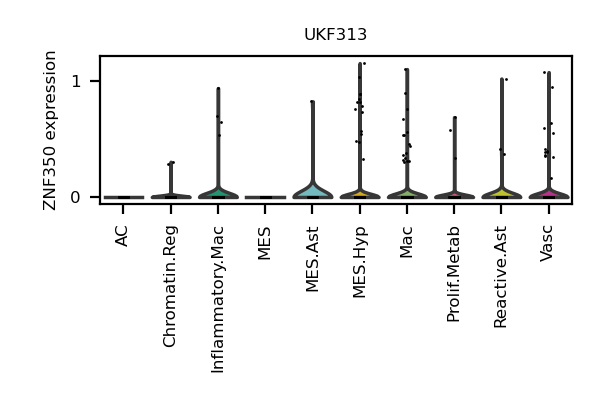 UKF313
ZNF350 expression
1
0
AC
Chromatin.Reg
Inflammatory.Mac
MES
MES.Ast
MES.Hyp
Mac
Prolif.Metab
Reactive.Ast
Vasc